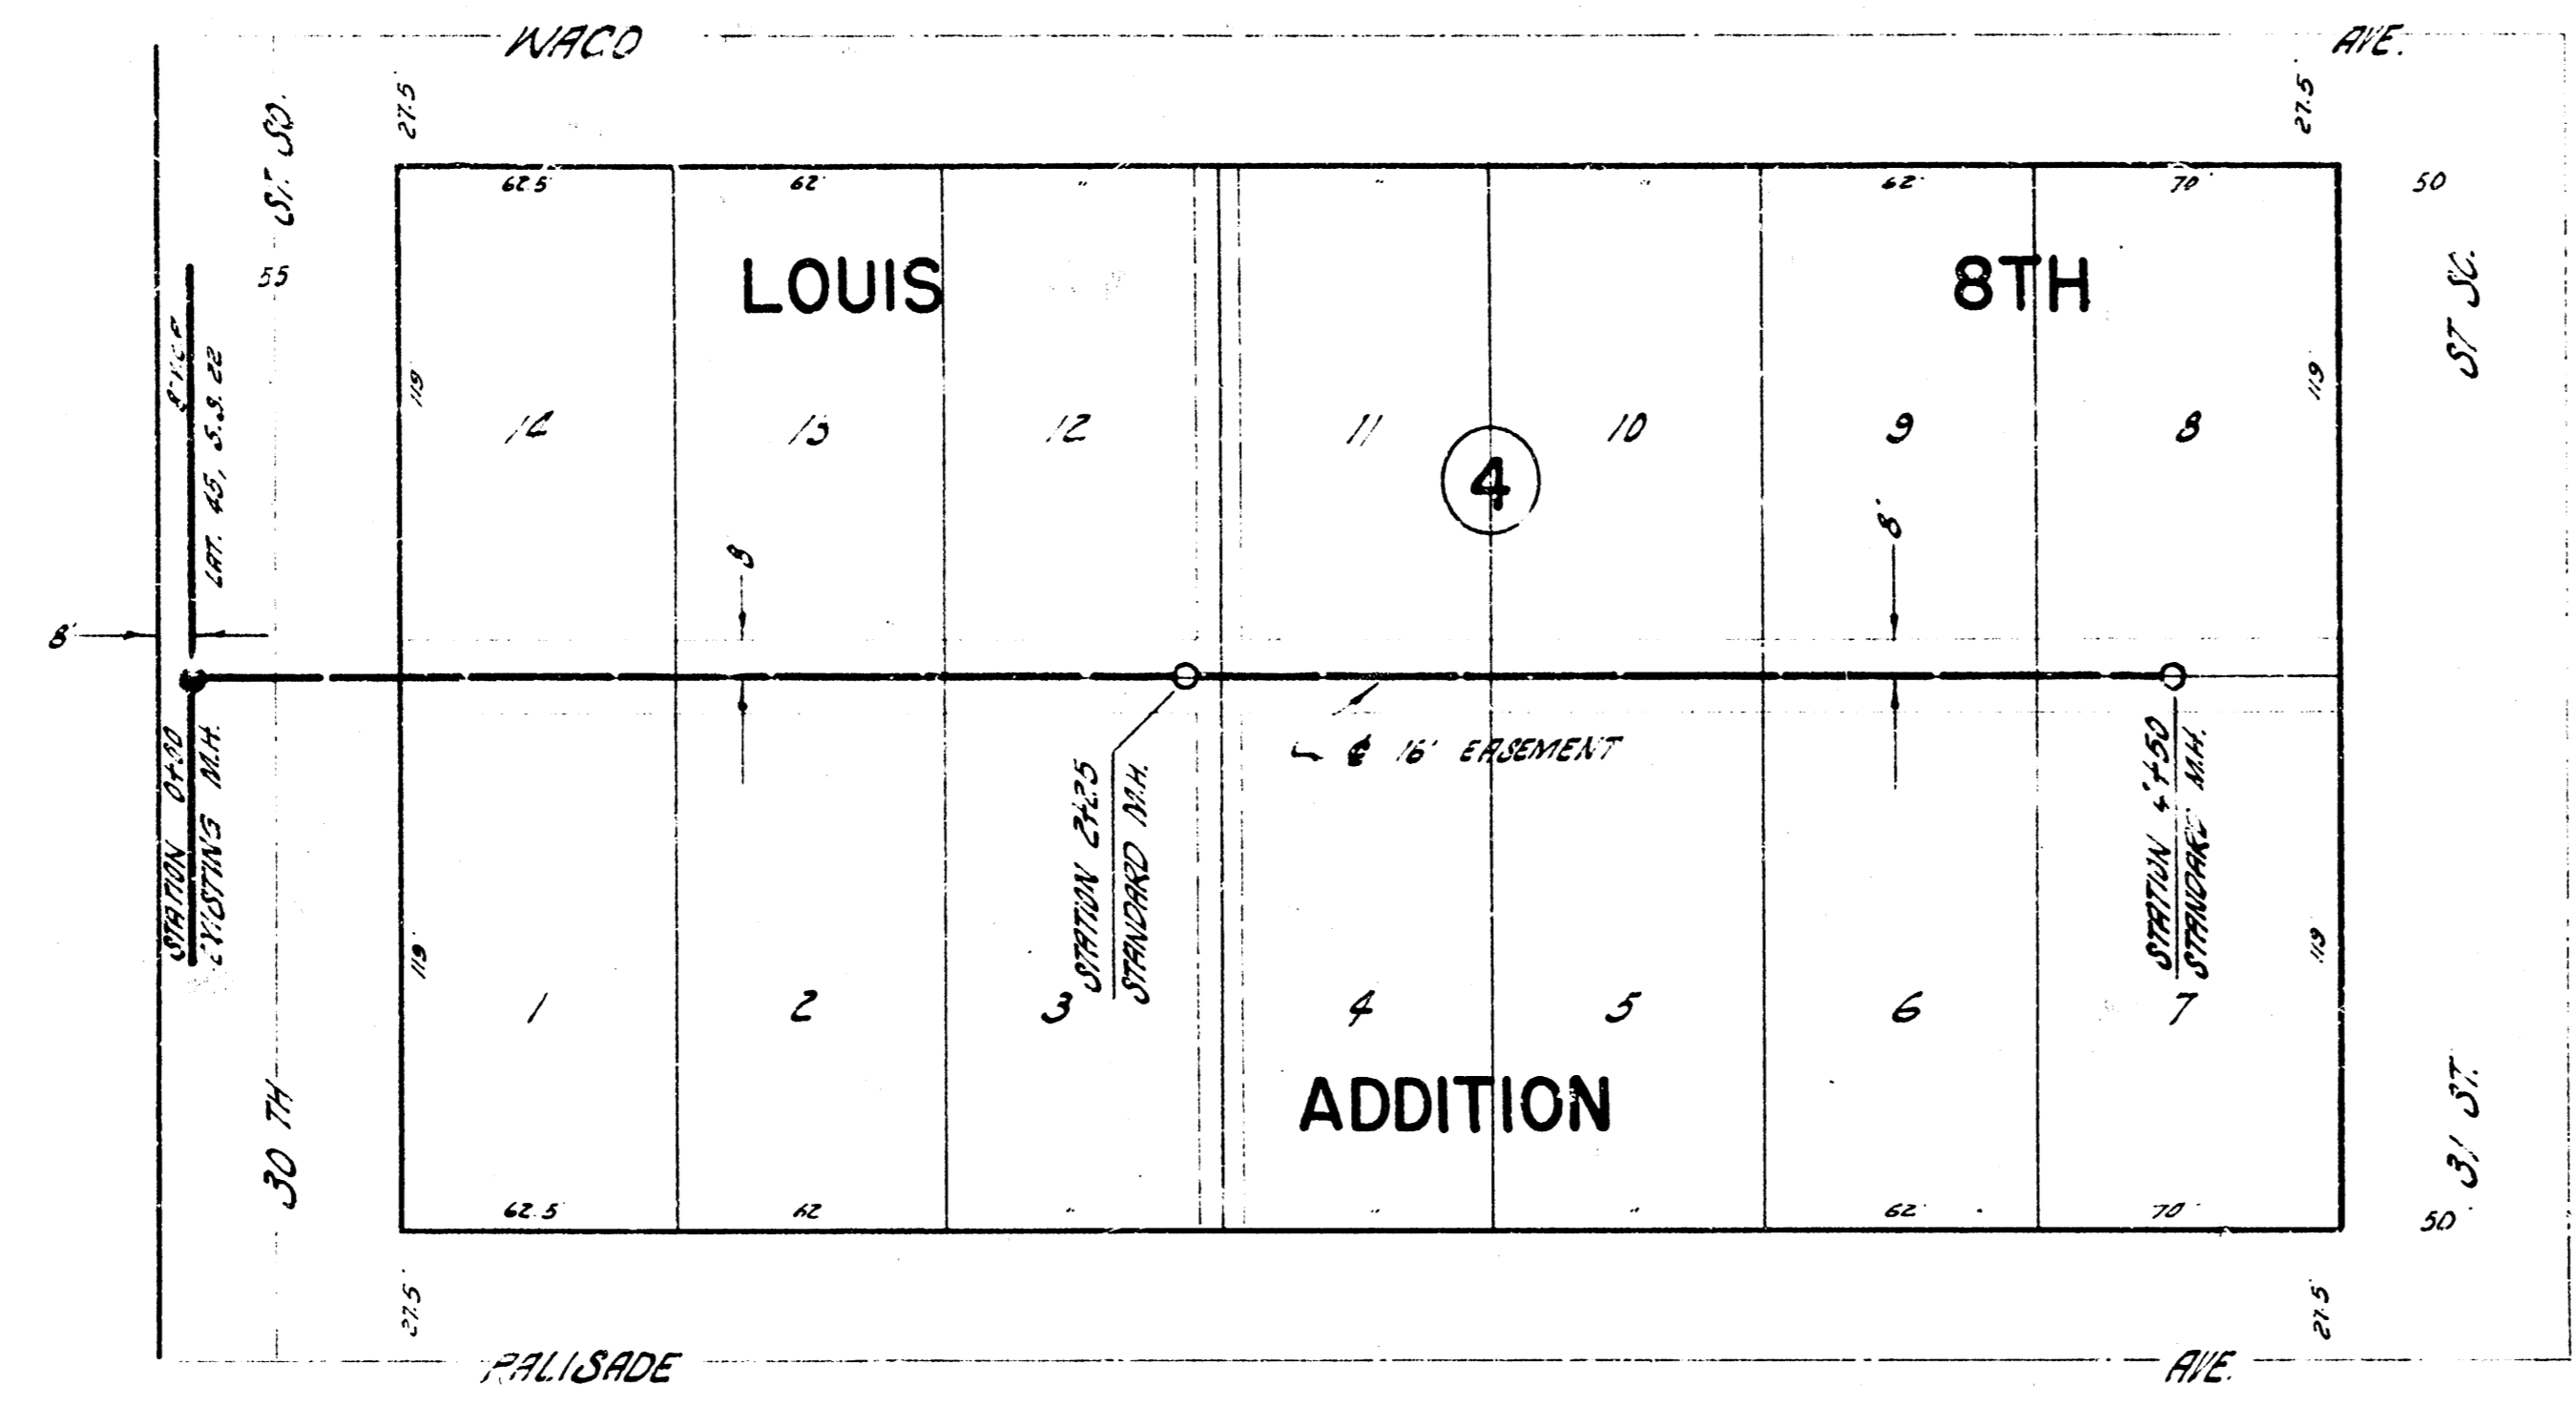 WACO AVE.
27.5' 27.5'
ST. SO.
62.5' 62' " " " 62' 70' 50
55
LOUIS 8TH
ST SO.
LAT. 45, S.S. 22
119' 119'
14 13 12 11 10 9 8
4
8' 8'
8'
STATION 0+00
EXISTING M.H.
STATION 2+25
STANDARD M.H.
℄ 16' EASEMENT
STATION 4+50
STANDARD M.H.
119' 119'
1 2 3 4 5 6 7
30 TH
ADDITION
31 ST.
62.5' 62 " " " 62' 70' 50'
27.5' 27.5'
PALISADE AVE.